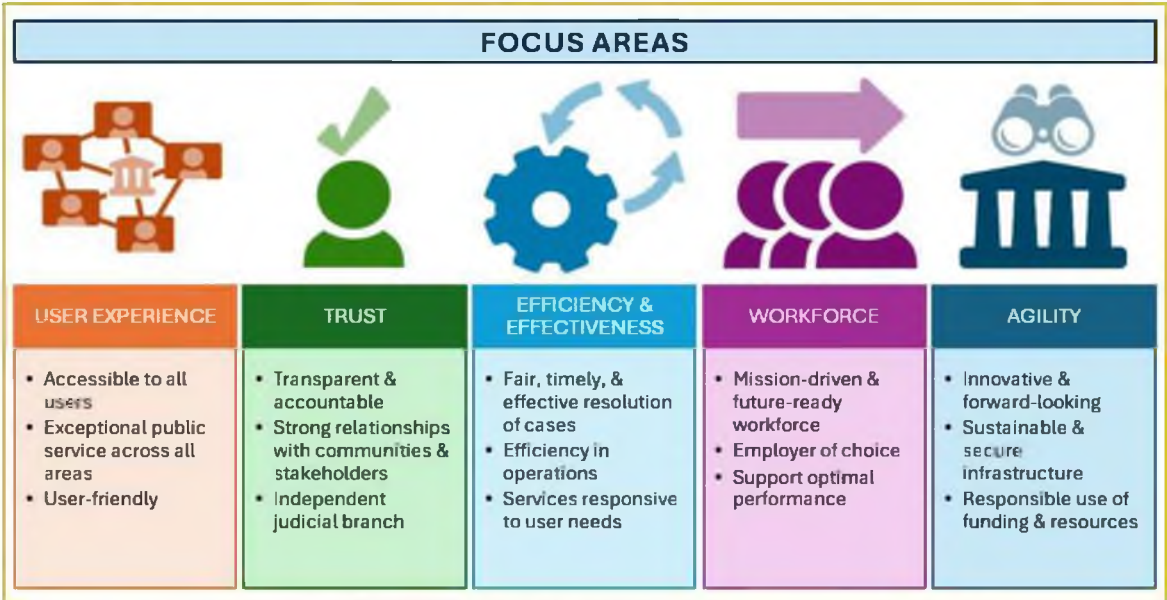 FOCUS AREAS
USER EXPERIENCE
• Accessible to all
users
• Exceptional public
service across all
areas
• User-friendly
TRUST
• Transparent &
accountable
• Strong relationships
with communities &
stakeholders
• Independent
judicial branch
EFFICIENCY &
EFFECTIVENESS
• Fair, timely, &
effective resolution
of cases
• Efficiency in
operations
• Services responsive
to user needs
WORKFORCE
• Mission-driven &
future-ready
workforce
• Employer of choice
• Support optimal
performance
AGILITY
• Innovative &
forward-looking
• Sustainable &
secure
infrastructure
• Responsible use of
funding & resources